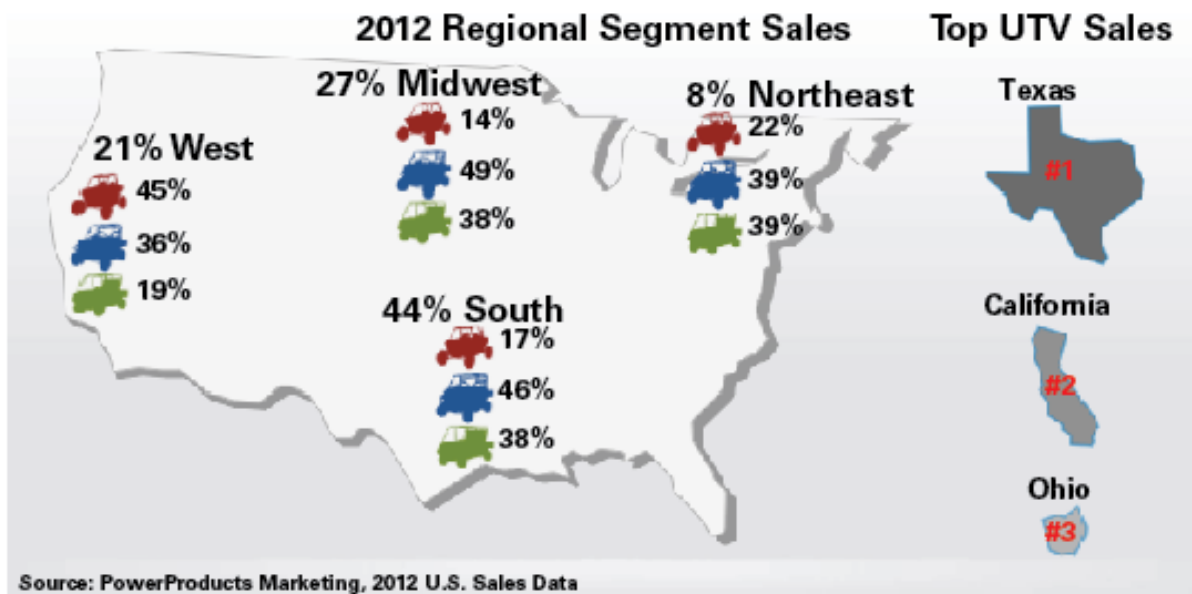 2012 Regional Segment Sales
Top UTV Sales
27% Midwest
14%
49%
38%
8% Northeast
22%
39%
39%
21% West
45%
36%
19%
44% South
17%
46%
38%
Texas
#1
California
#2
Ohio
#3
Source: PowerProducts Marketing, 2012 U.S. Sales Data